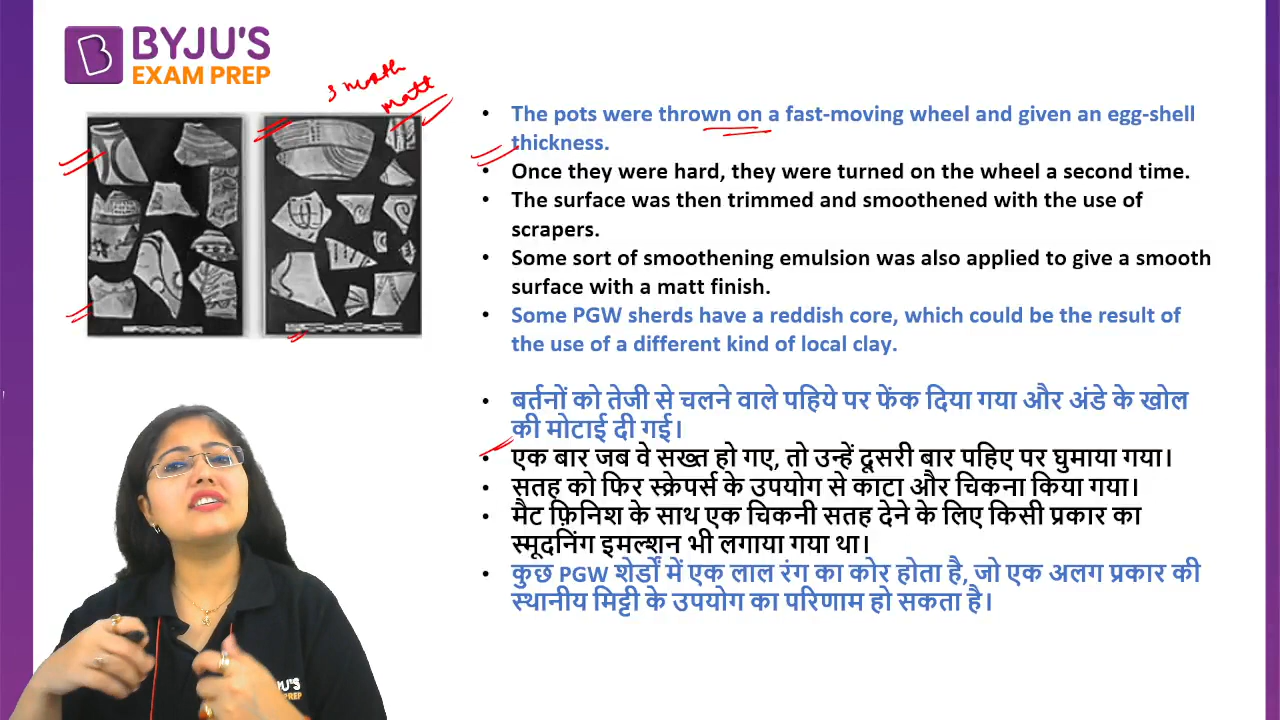 BYJU'S
EXAM PREP
smooth
matt
• The pots were thrown on a fast-moving wheel and given an egg-shell
thickness.
• Once they were hard, they were turned on the wheel a second time.
• The surface was then trimmed and smoothened with the use of
scrapers.
• Some sort of smoothening emulsion was also applied to give a smooth
surface with a matt finish.
• Some PGW sherds have a reddish core, which could be the result of
the use of a different kind of local clay.
• बर्तनों को तेजी से चलने वाले पहिये पर फेंक दिया गया और अंडे के खोल
की मोटाई दी गई।
• एक बार जब वे सख्त हो गए, तो उन्हें दूसरी बार पहिए पर घुमाया गया।
• सतह को फिर स्क्रेपर्स के उपयोग से काटा और चिकना किया गया।
• मैट फ़िनिश के साथ एक चिकनी सतह देने के लिए किसी प्रकार का
स्मूदनिंग इमल्शन भी लगाया गया था।
• कुछ PGW शेर्डों में एक लाल रंग का कोर होता है, जो एक अलग प्रकार की
स्थानीय मिट्टी के उपयोग का परिणाम हो सकता है।